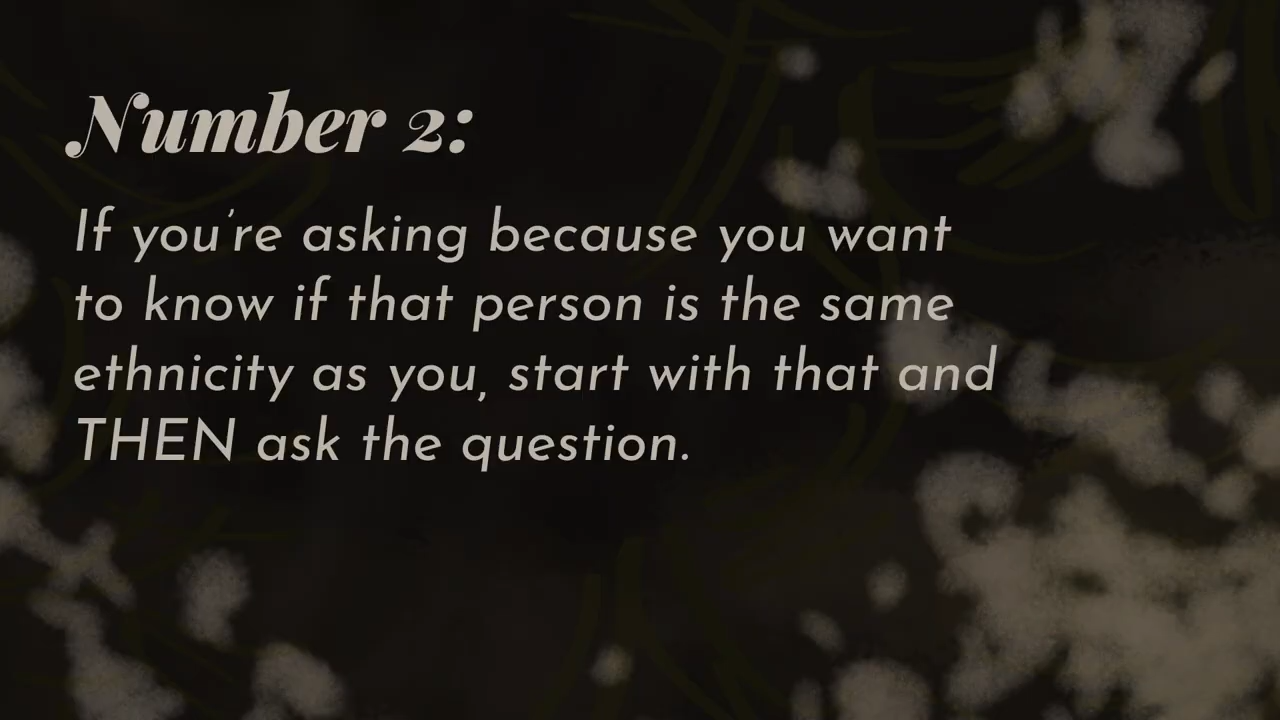 Number 2:
If you're asking because you want
to know if that person is the same
ethnicity as you, start with that and
THEN ask the question.